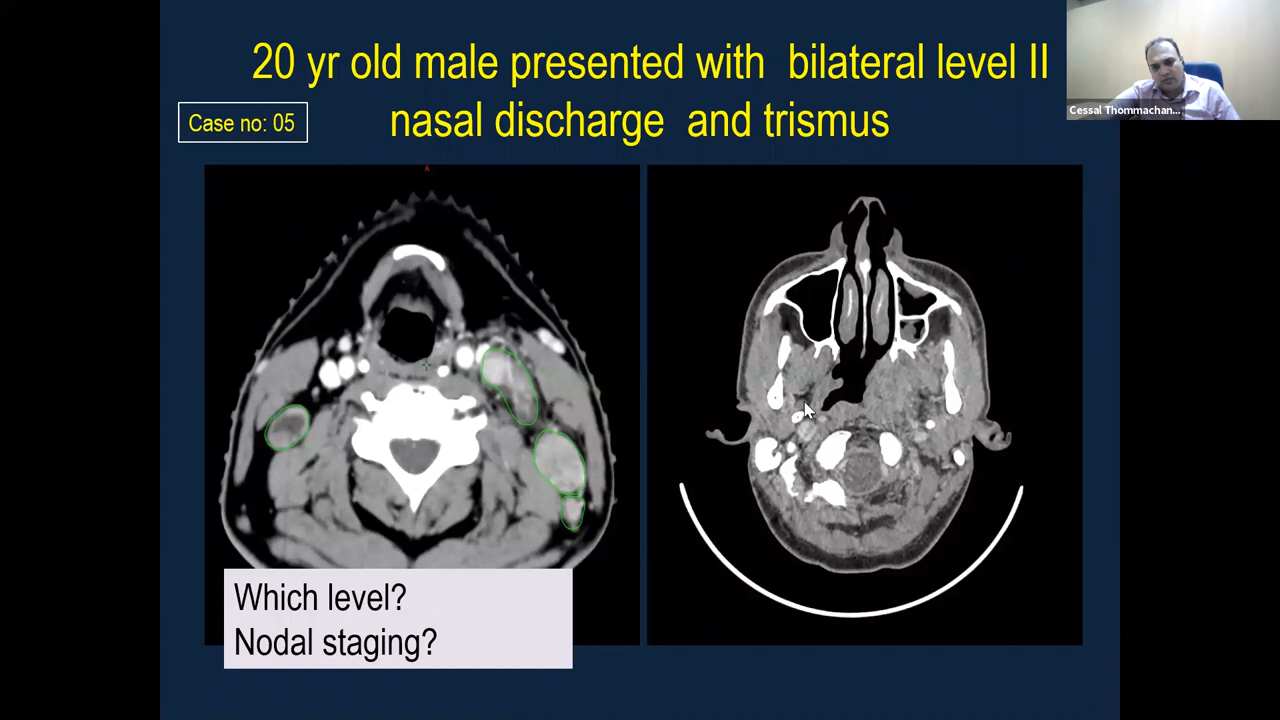 20 yr old male presented with bilateral level II
nasal discharge and trismus
Case no: 05
Cessal Thommachan...
Which level?
Nodal staging?